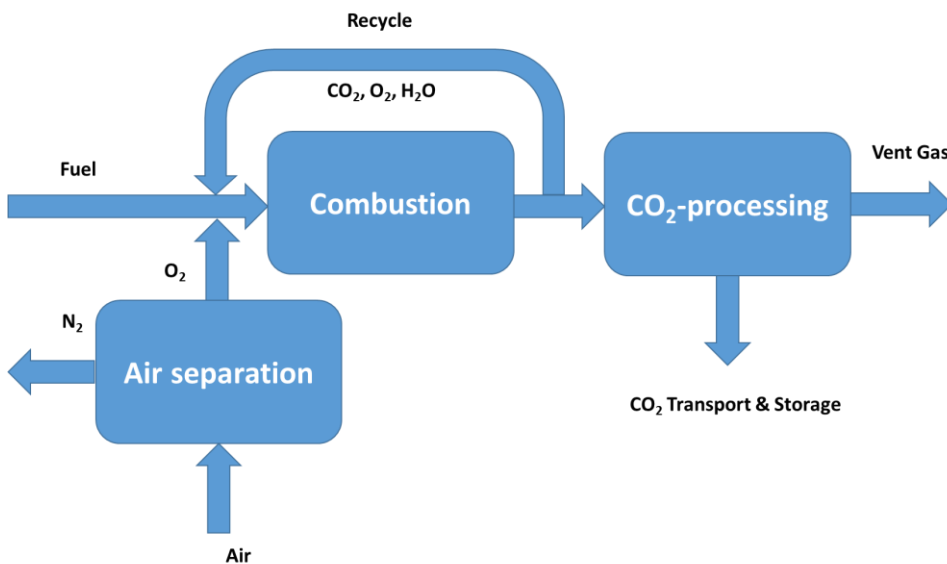 Recycle
CO₂, O₂, H₂O
Vent Gas
Fuel
Combustion
CO₂-processing
O₂
N₂
Air separation
CO₂ Transport & Storage
Air